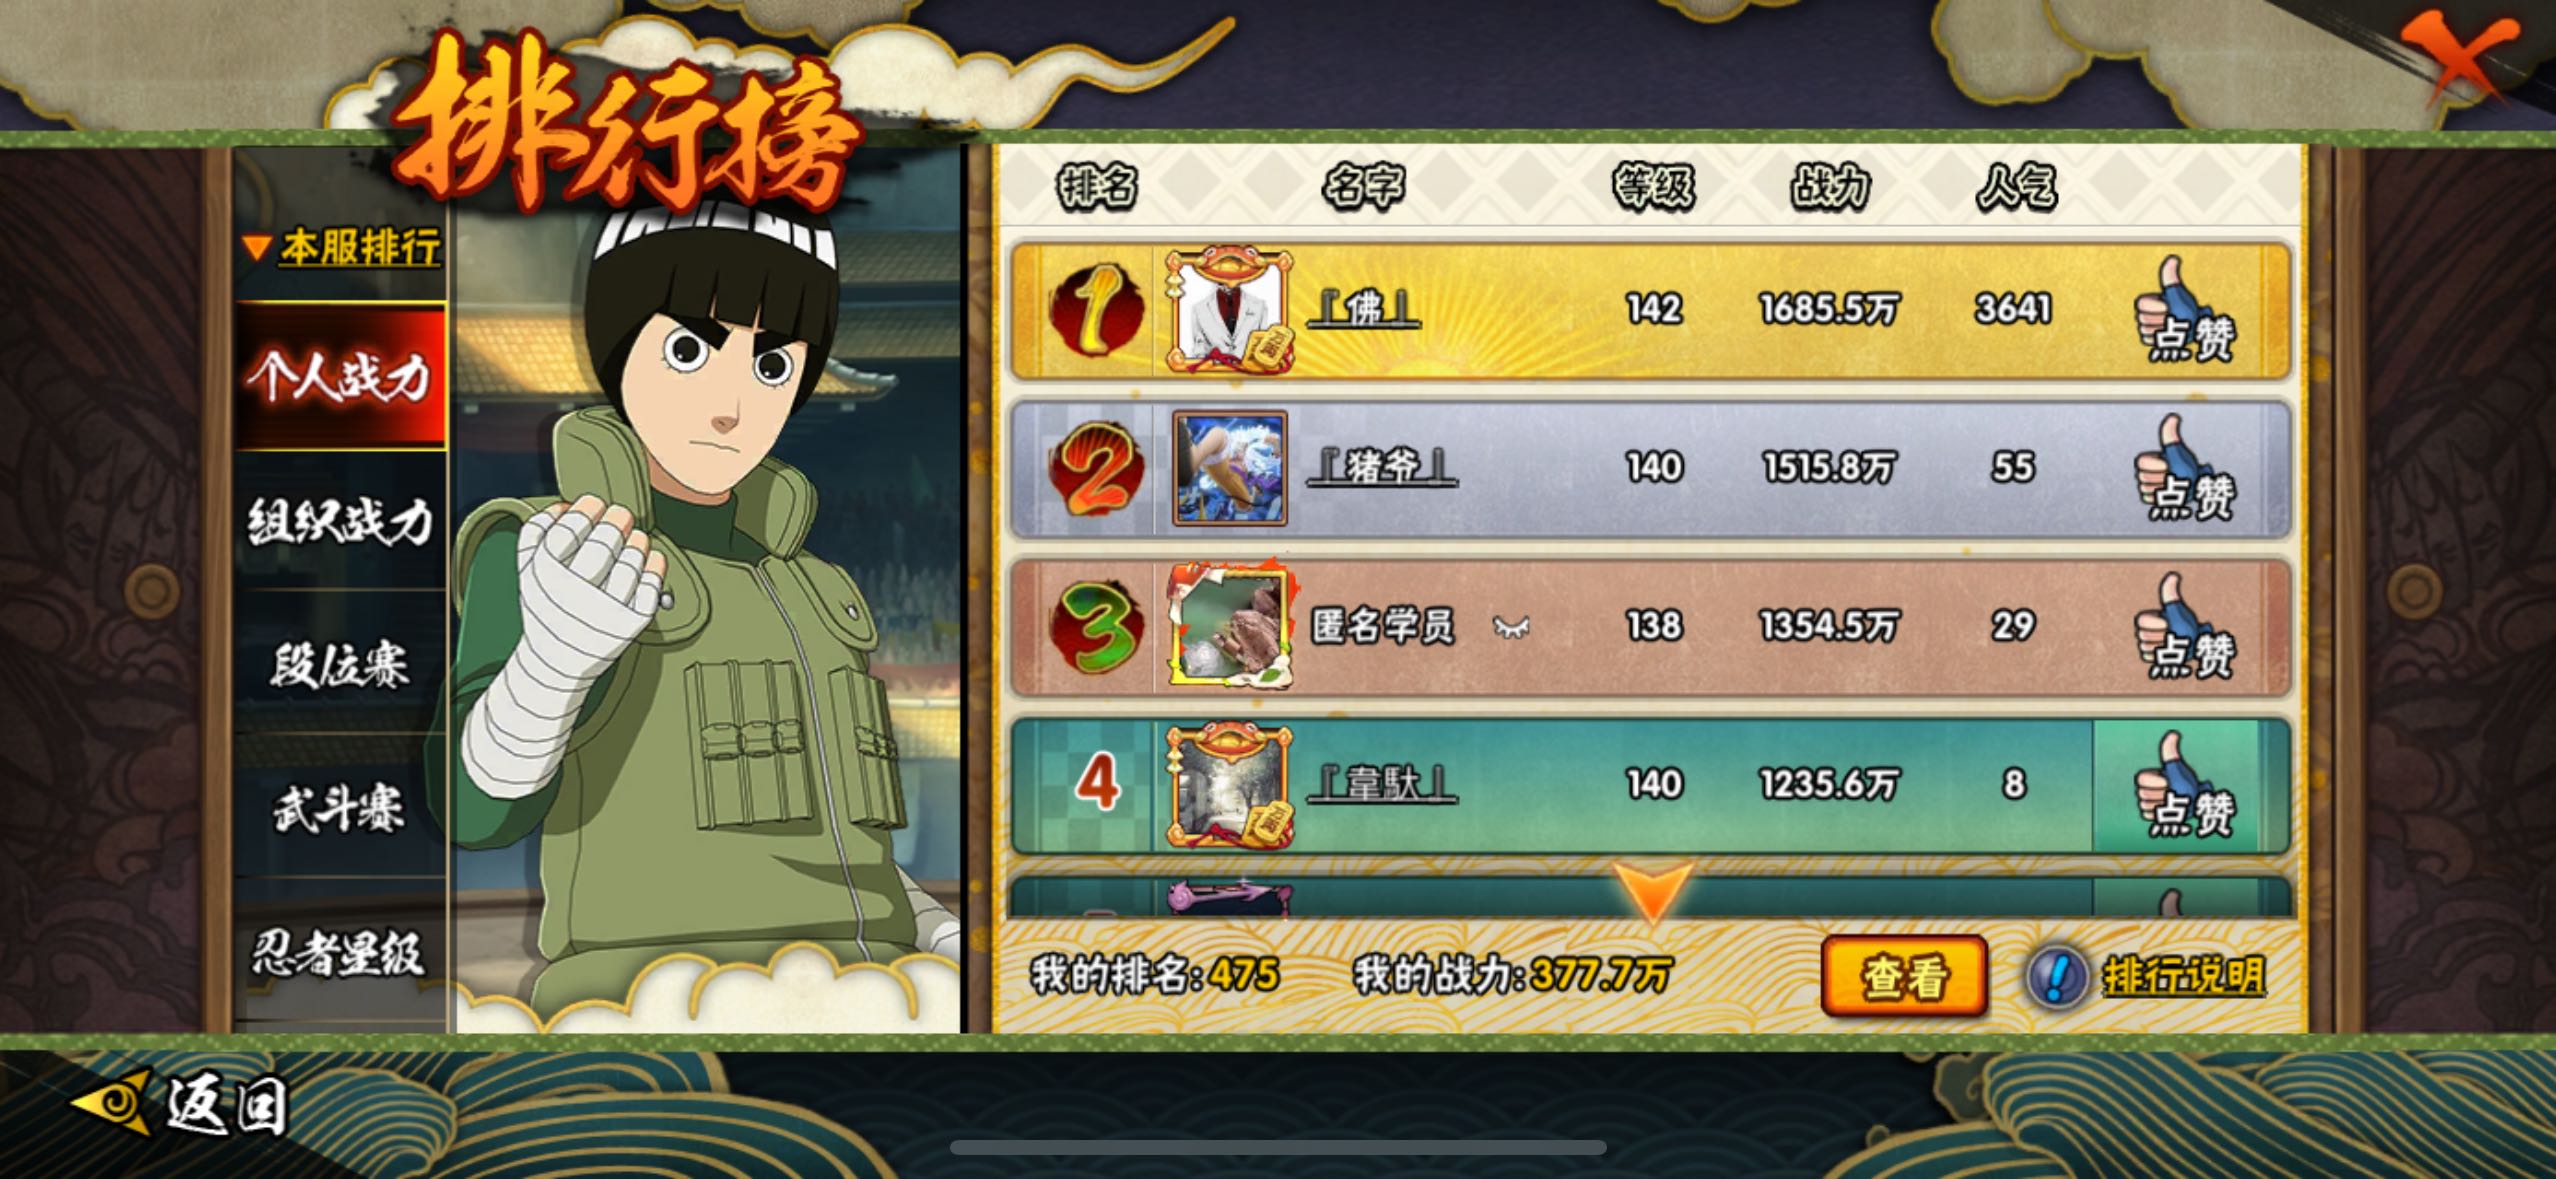 排行榜
本服排行
个人战力
组织战力
段位赛
武斗赛
忍者星级
排名 名字 等级 战力 人气
1 『佛』 142 1685.5万 3641 点赞
2 『猪爷』 140 1515.8万 55 点赞
3 匿名学员 138 1354.5万 29 点赞
4 『韋馱』 140 1235.6万 8 点赞
我的排名:475 我的战力:377.7万 查看 排行说明
返回